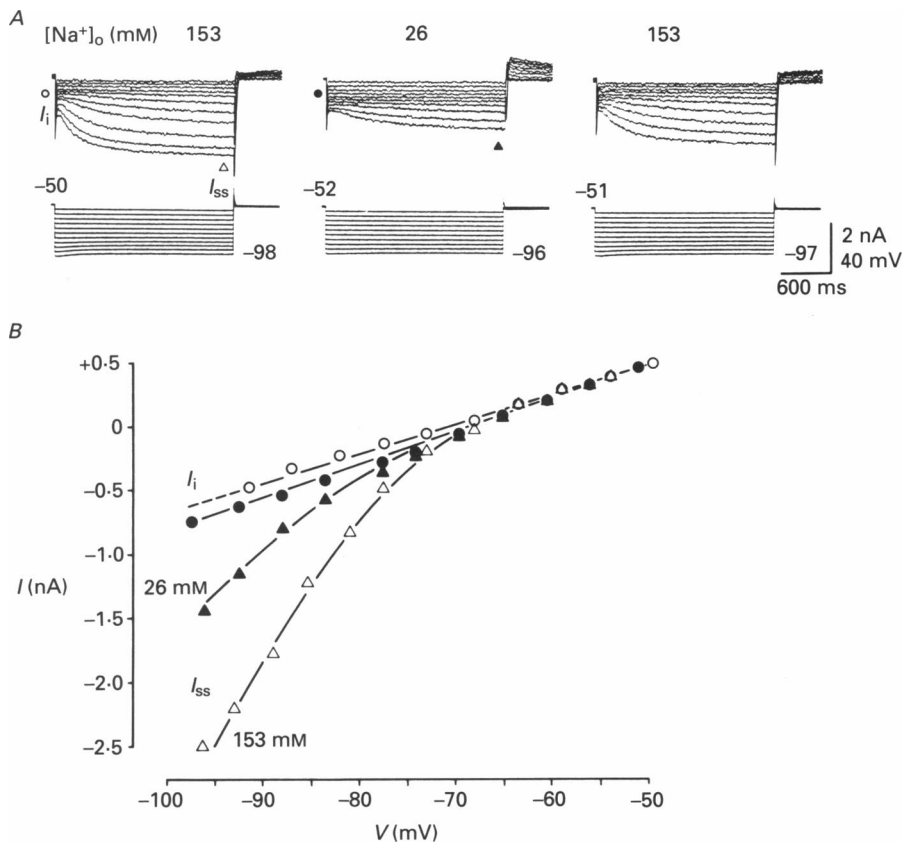 A
[Na⁺]ₒ (mM) 153 26 153
Iᵢ
Iₛₛ
−50 −52 −51
−98 −96 −97
2 nA
40 mV
600 ms
B
+0·5
0
−0·5
−1·0
−1·5
−2·0
−2·5
I (nA)
Iᵢ
26 mM
Iₛₛ
153 mM
−100 −90 −80 −70 −60 −50
V (mV)